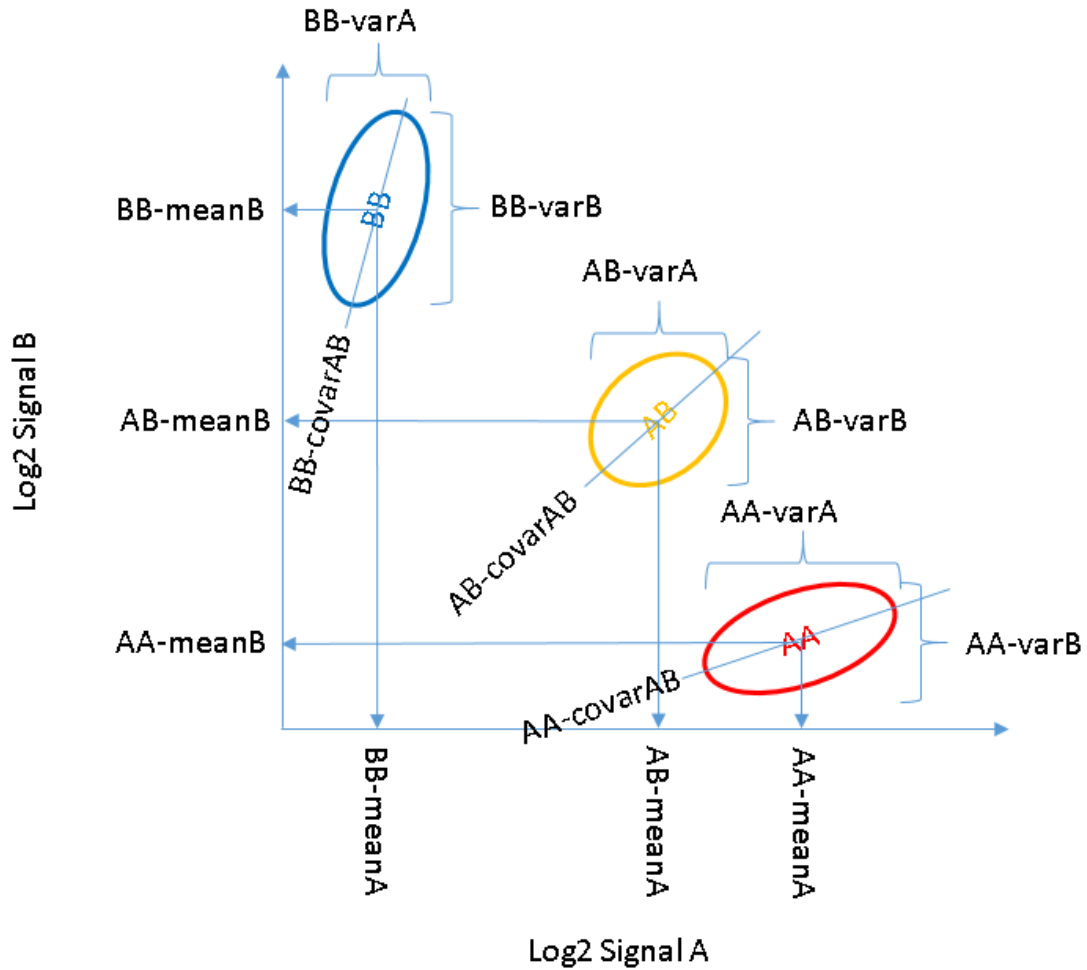 BB-varA
BB
BB-meanB
BB-varB
AB-varA
Log2 Signal B
BB-covarAB
AB-meanB
AB
AB-varB
AA-varA
AB-covarAB
AA-meanB
AA
AA-varB
AA-covarAB
BB-meanA
AB-meanA
AA-meanA
Log2 Signal A